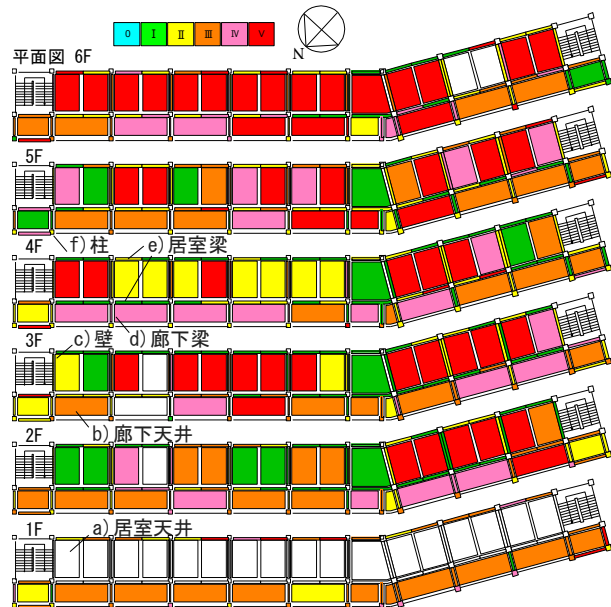 0 I II III IV V
N
平面図 6F
5F
f)柱
e)居室梁
4F
c)壁
d)廊下梁
3F
b)廊下天井
2F
a)居室天井
1F